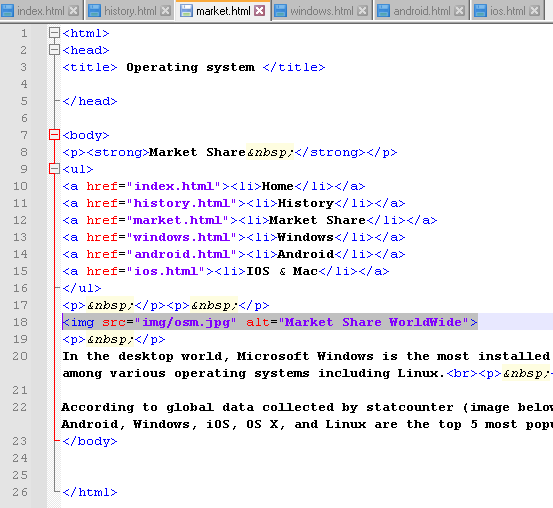 index.html history.html market.html windows.html android.html ios.html
1 <html>
2 <head>
3 <title> Operating system </title>
4
5 </head>
6
7 <body>
8 <p><strong>Market Share&nbsp;</strong></p>
9 <ul>
10 <a href="index.html"><li>Home</li></a>
11 <a href="history.html"><li>History</li></a>
12 <a href="market.html"><li>Market Share</li></a>
13 <a href="windows.html"><li>Windows</li></a>
14 <a href="android.html"><li>Android</li></a>
15 <a href="ios.html"><li>IOS & Mac</li></a>
16 </ul>
17 <p>&nbsp;</p><p>&nbsp;</p>
18 <img src="img/osm.jpg" alt="Market Share WorldWide">
19 <p>&nbsp;</p>
20 In the desktop world, Microsoft Windows is the most installed
among various operating systems including Linux.<br><p>&nbsp;
21
22 According to global data collected by statcounter (image below
Android, Windows, iOS, OS X, and Linux are the top 5 most popu
23 </body>
24
25
26 </html>